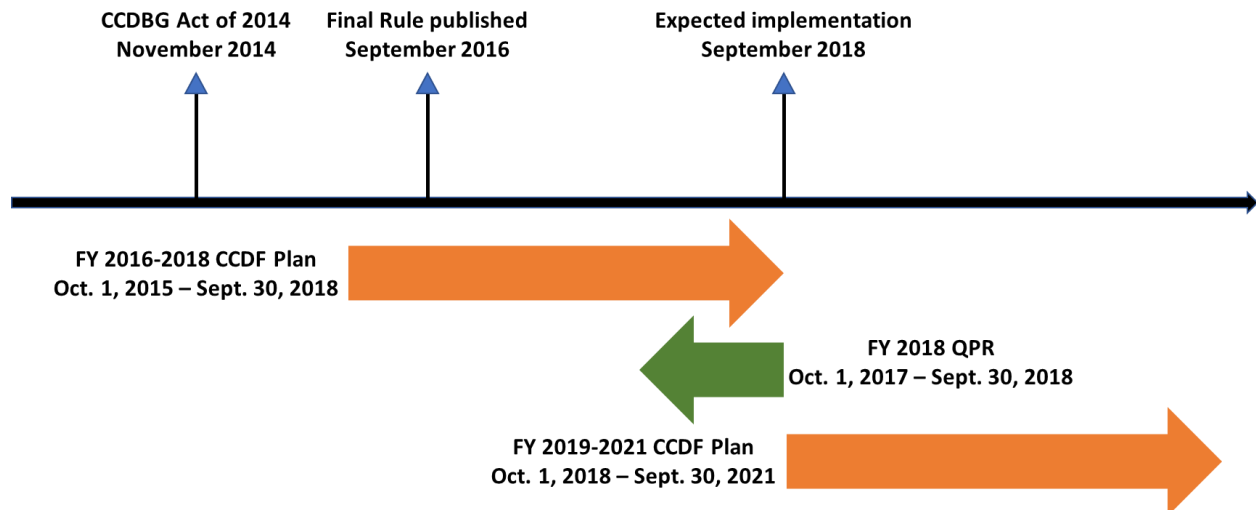 CCDBG Act of 2014
November 2014
Final Rule published
September 2016
Expected implementation
September 2018
FY 2016-2018 CCDF Plan
Oct. 1, 2015 – Sept. 30, 2018
FY 2018 QPR
Oct. 1, 2017 – Sept. 30, 2018
FY 2019-2021 CCDF Plan
Oct. 1, 2018 – Sept. 30, 2021